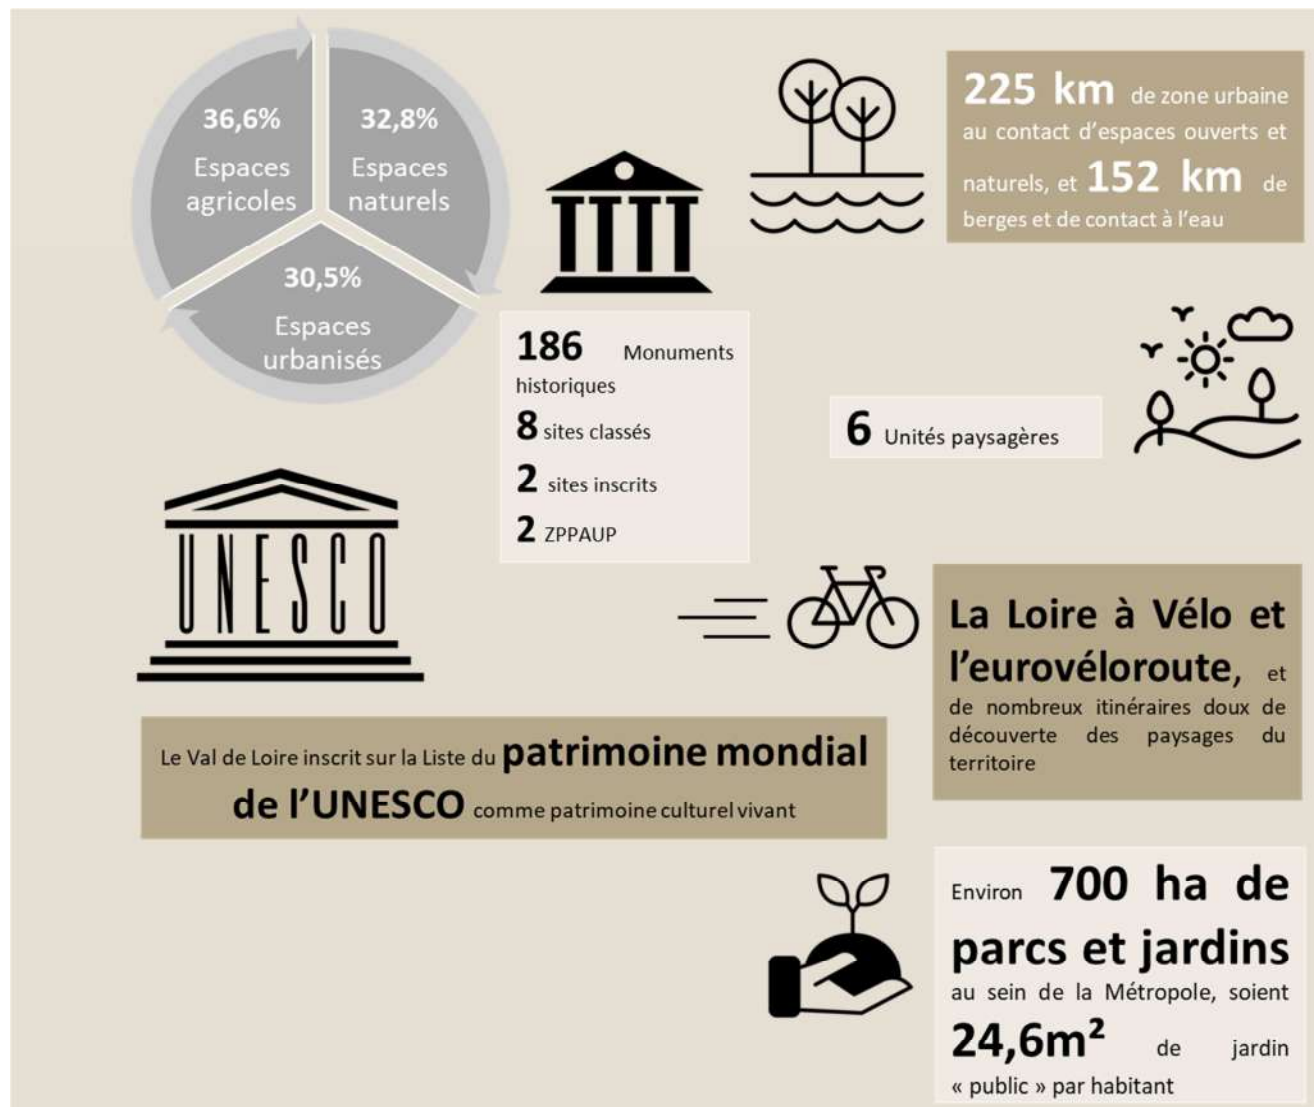 36,6%
Espaces
agricoles
32,8%
Espaces
naturels
30,5%
Espaces
urbanisés
225 km de zone urbaine
au contact d'espaces ouverts et
naturels, et 152 km de
berges et de contact à l'eau
186 Monuments
historiques
8 sites classés
2 sites inscrits
2 ZPPAUP
6 Unités paysagères
UNESCO
La Loire à Vélo et
l'eurovéloroute, et
de nombreux itinéraires doux de
découverte des paysages du
territoire
Le Val de Loire inscrit sur la Liste du patrimoine mondial
de l'UNESCO comme patrimoine culturel vivant
Environ 700 ha de
parcs et jardins
au sein de la Métropole, soient
24,6m² de jardin
« public » par habitant